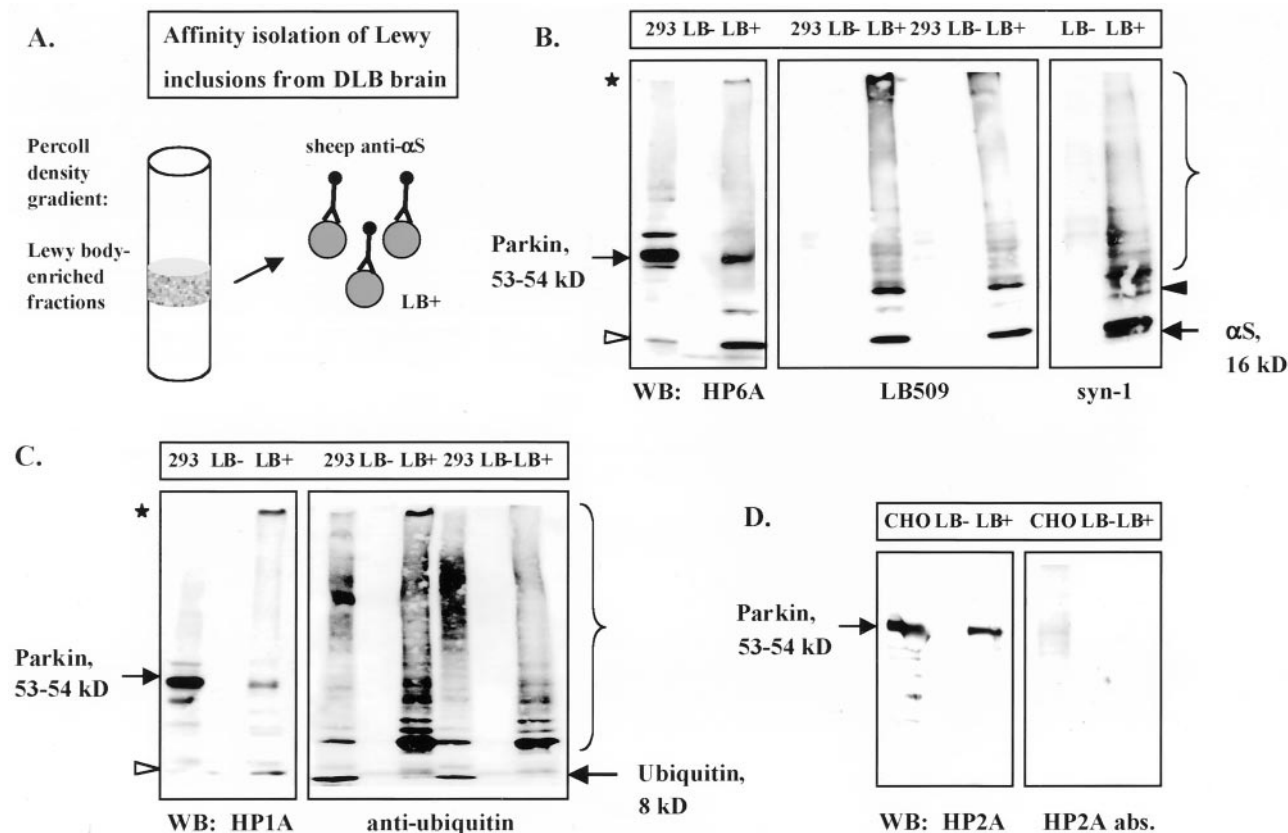 A.
Affinity isolation of Lewy
inclusions from DLB brain
Percoll
density
gradient:
Lewy body-
enriched
fractions
sheep anti-αS
LB+
B.
293 LB- LB+ 293 LB- LB+ 293 LB- LB+ LB- LB+
Parkin,
53-54 kD
αS,
16 kD
WB: HP6A LB509 syn-1
C.
293 LB- LB+ 293 LB- LB+ 293 LB- LB+
Parkin,
53-54 kD
Ubiquitin,
8 kD
WB: HP1A anti-ubiquitin
D.
CHO LB- LB+ CHO LB- LB+
Parkin,
53-54 kD
WB: HP2A HP2A abs.